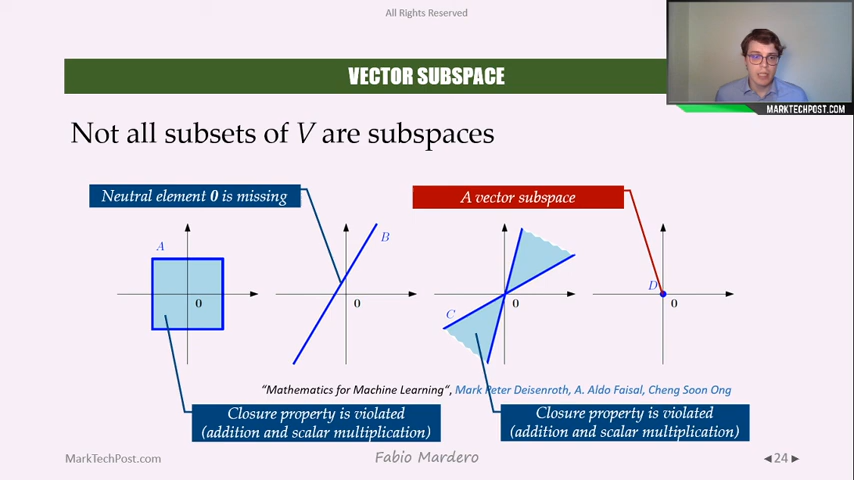 All Rights Reserved
VECTOR SUBSPACE
MARKTECHPOST.COM
Not all subsets of V are subspaces
Neutral element 0 is missing
A vector subspace
A
0
B
0
C
0
D
0
“Mathematics for Machine Learning“, Mark Peter Deisenroth, A. Aldo Faisal, Cheng Soon Ong
Closure property is violated
(addition and scalar multiplication)
Closure property is violated
(addition and scalar multiplication)
MarkTechPost.com
Fabio Mardero
24